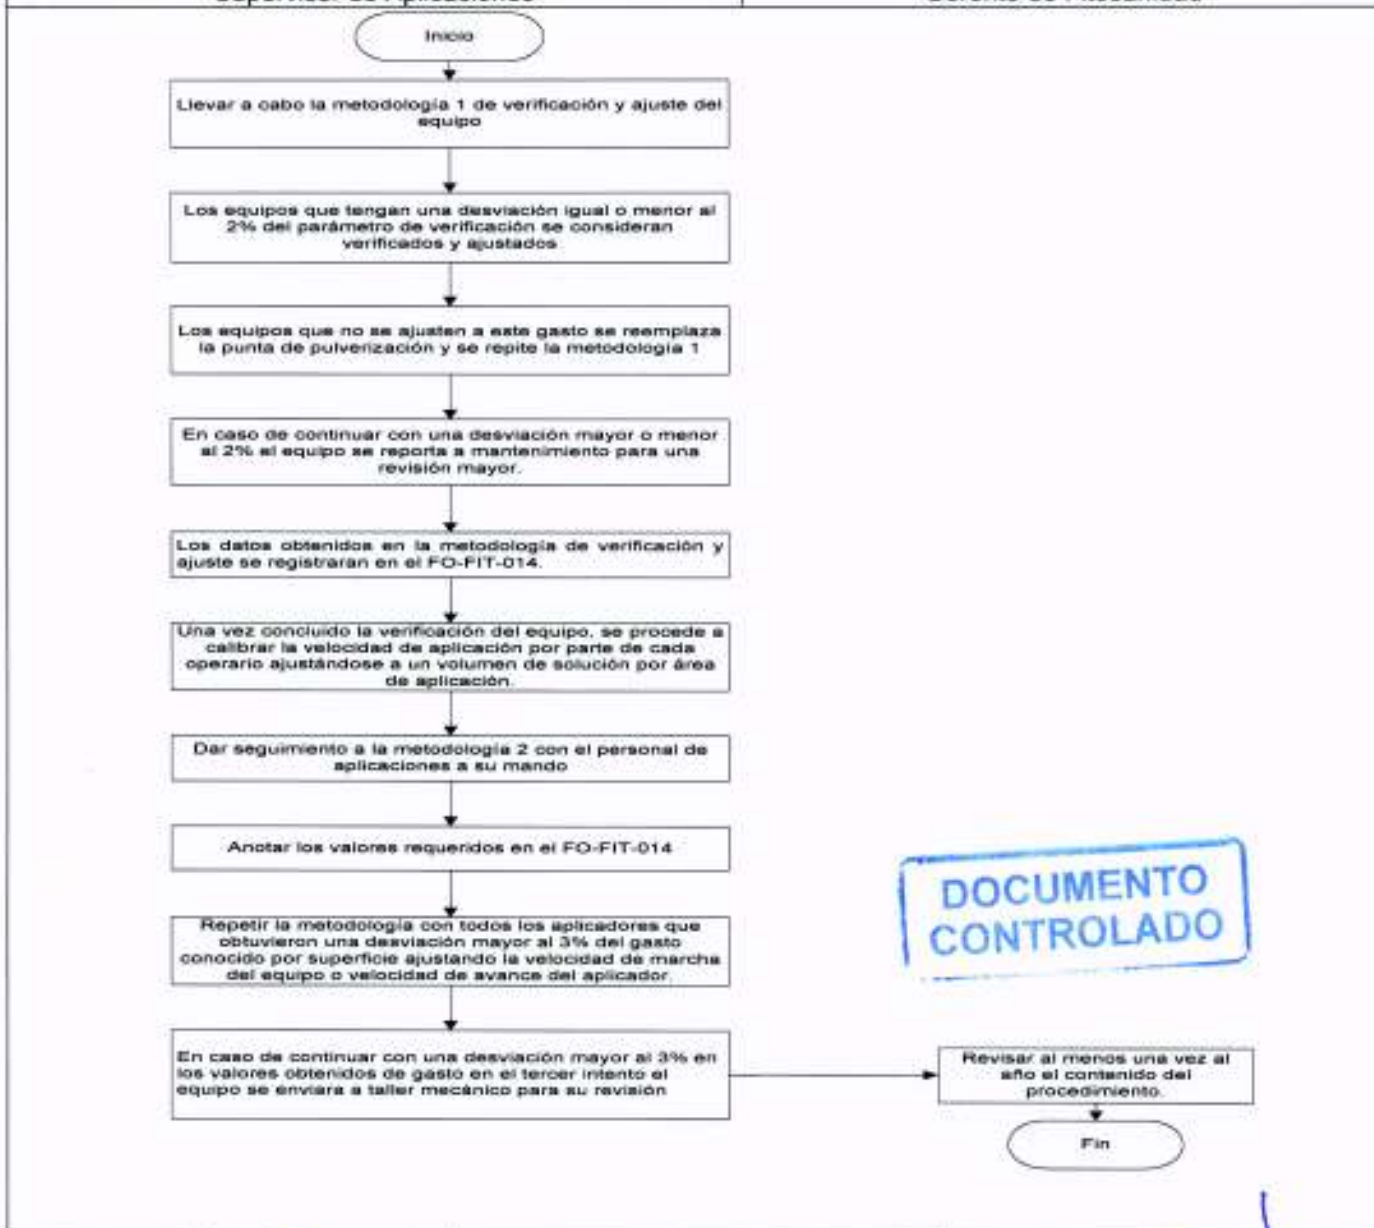 Supervisor de Aplicaciones
Inicio
Llevar a cabo la metodología 1 de verificación y ajuste del
equipo
Los equipos que tengan una desviación igual o menor al
2% del parámetro de verificación se consideran
verificados y ajustados
Los equipos que no se ajusten a este gasto se reemplaza
la punta de pulverización y se repite la metodología 1
En caso de continuar con una desviación mayor o menor
al 2% el equipo se reporta a mantenimiento para una
revisión mayor.
Los datos obtenidos en la metodología de verificación y
ajuste se registraran en el FO-FIT-014.
Una vez concluido la verificación del equipo, se procede a
calibrar la velocidad de aplicación por parte de cada
operario ajustándose a un volumen de solución por área
de aplicación.
Dar seguimiento a la metodología 2 con el personal de
aplicaciones a su mando
Anotar los valores requeridos en el FO-FIT-014
Repetir la metodología con todos los aplicadores que
obtuvieron una desviación mayor al 3% del gasto
conocido por superficie ajustando la velocidad de marcha
del equipo o velocidad de avance del aplicador.
En caso de continuar con una desviación mayor al 3% en
los valores obtenidos de gasto en el tercer intento el
equipo se enviara a taller mecánico para su revisión
DOCUMENTO
CONTROLADO
Revisar al menos una vez al
año el contenido del
procedimiento.
Fin